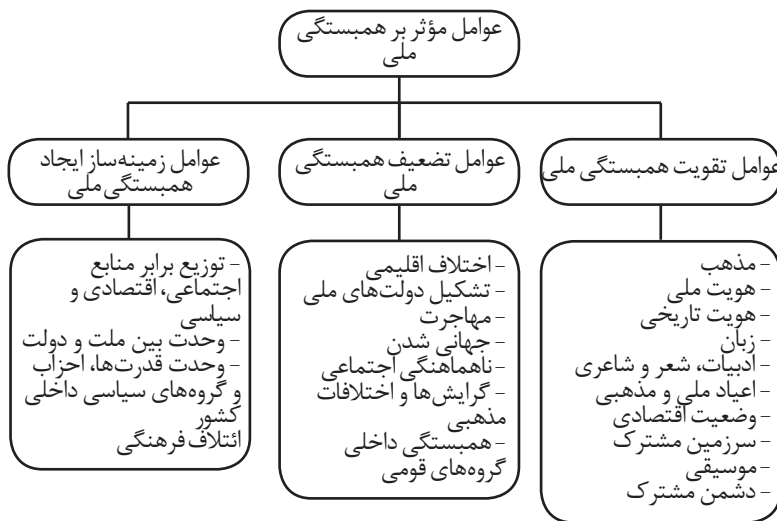 عوامل مؤثر بر همبستگی
ملی
عوامل تقویت همبستگی ملی
عوامل تضعیف همبستگی
ملی
عوامل زمینه‌ساز ایجاد
همبستگی ملی
- مذهب
- هویت ملی
- هویت تاریخی
- زبان
- ادبیات، شعر و شاعری
- اعیاد ملی و مذهبی
- وضعیت اقتصادی
- سرزمین مشترک
- موسیقی
- دشمن مشترک
- اختلاف اقلیمی
- تشکیل دولت‌های ملی
- مهاجرت
- جهانی شدن
- ناهماهنگی اجتماعی
- گرایش‌ها و اختلافات
مذهبی
- همبستگی داخلی
گروه‌های قومی
- توزیع برابر منابع
اجتماعی، اقتصادی و
سیاسی
- وحدت بین ملت و دولت
- وحدت قدرت‌ها، احزاب
و گروه‌های سیاسی داخلی
کشور
ائتلاف فرهنگی